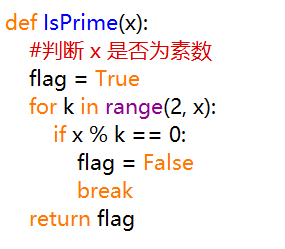 def IsPrime(x):
    #判断 x 是否为素数
    flag = True
    for k in range(2, x):
        if x % k == 0:
            flag = False
            break
    return flag